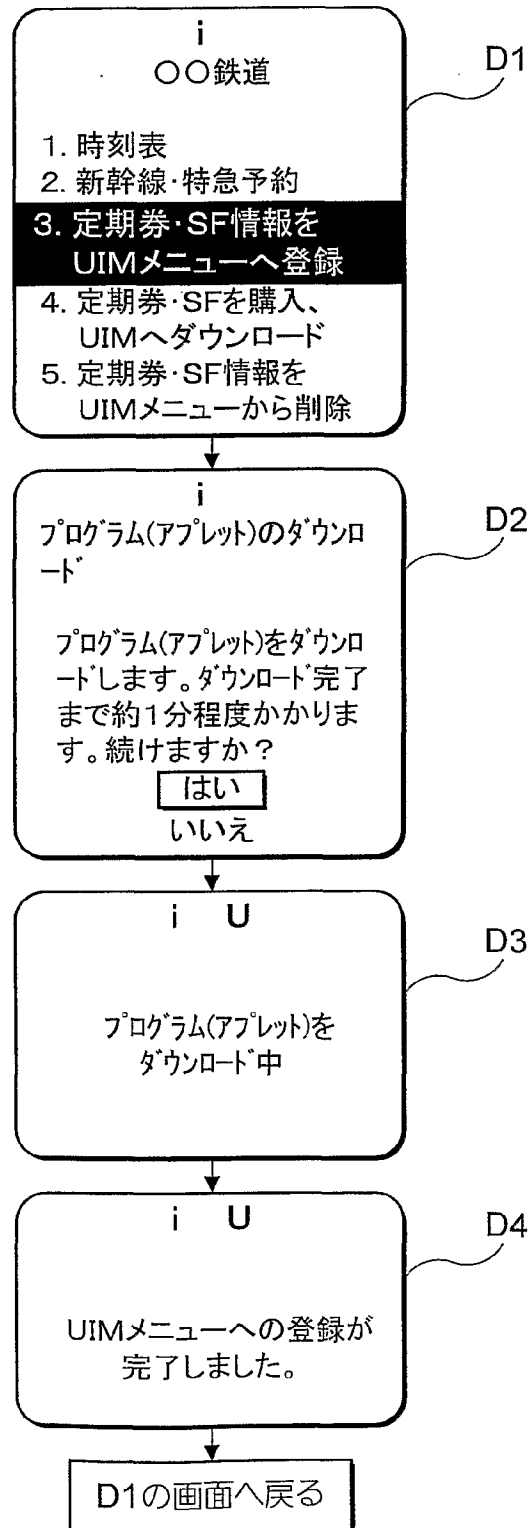 i
○○鉄道
D1
1. 時刻表
2. 新幹線・特急予約
3. 定期券・SF情報を
UIMメニューへ登録
4. 定期券・SFを購入、
UIMへダウンロード
5. 定期券・SF情報を
UIMメニューから削除
i
D2
プログラム(アプレット)のダウンロ
ード
プログラム(アプレット)をダウンロ
ードします。ダウンロード完了
まで約1分程度かかりま
す。続けますか?
はい
いいえ
i U
D3
プログラム(アプレット)を
ダウンロード中
i U
D4
UIMメニューへの登録が
完了しました。
D1の画面へ戻る